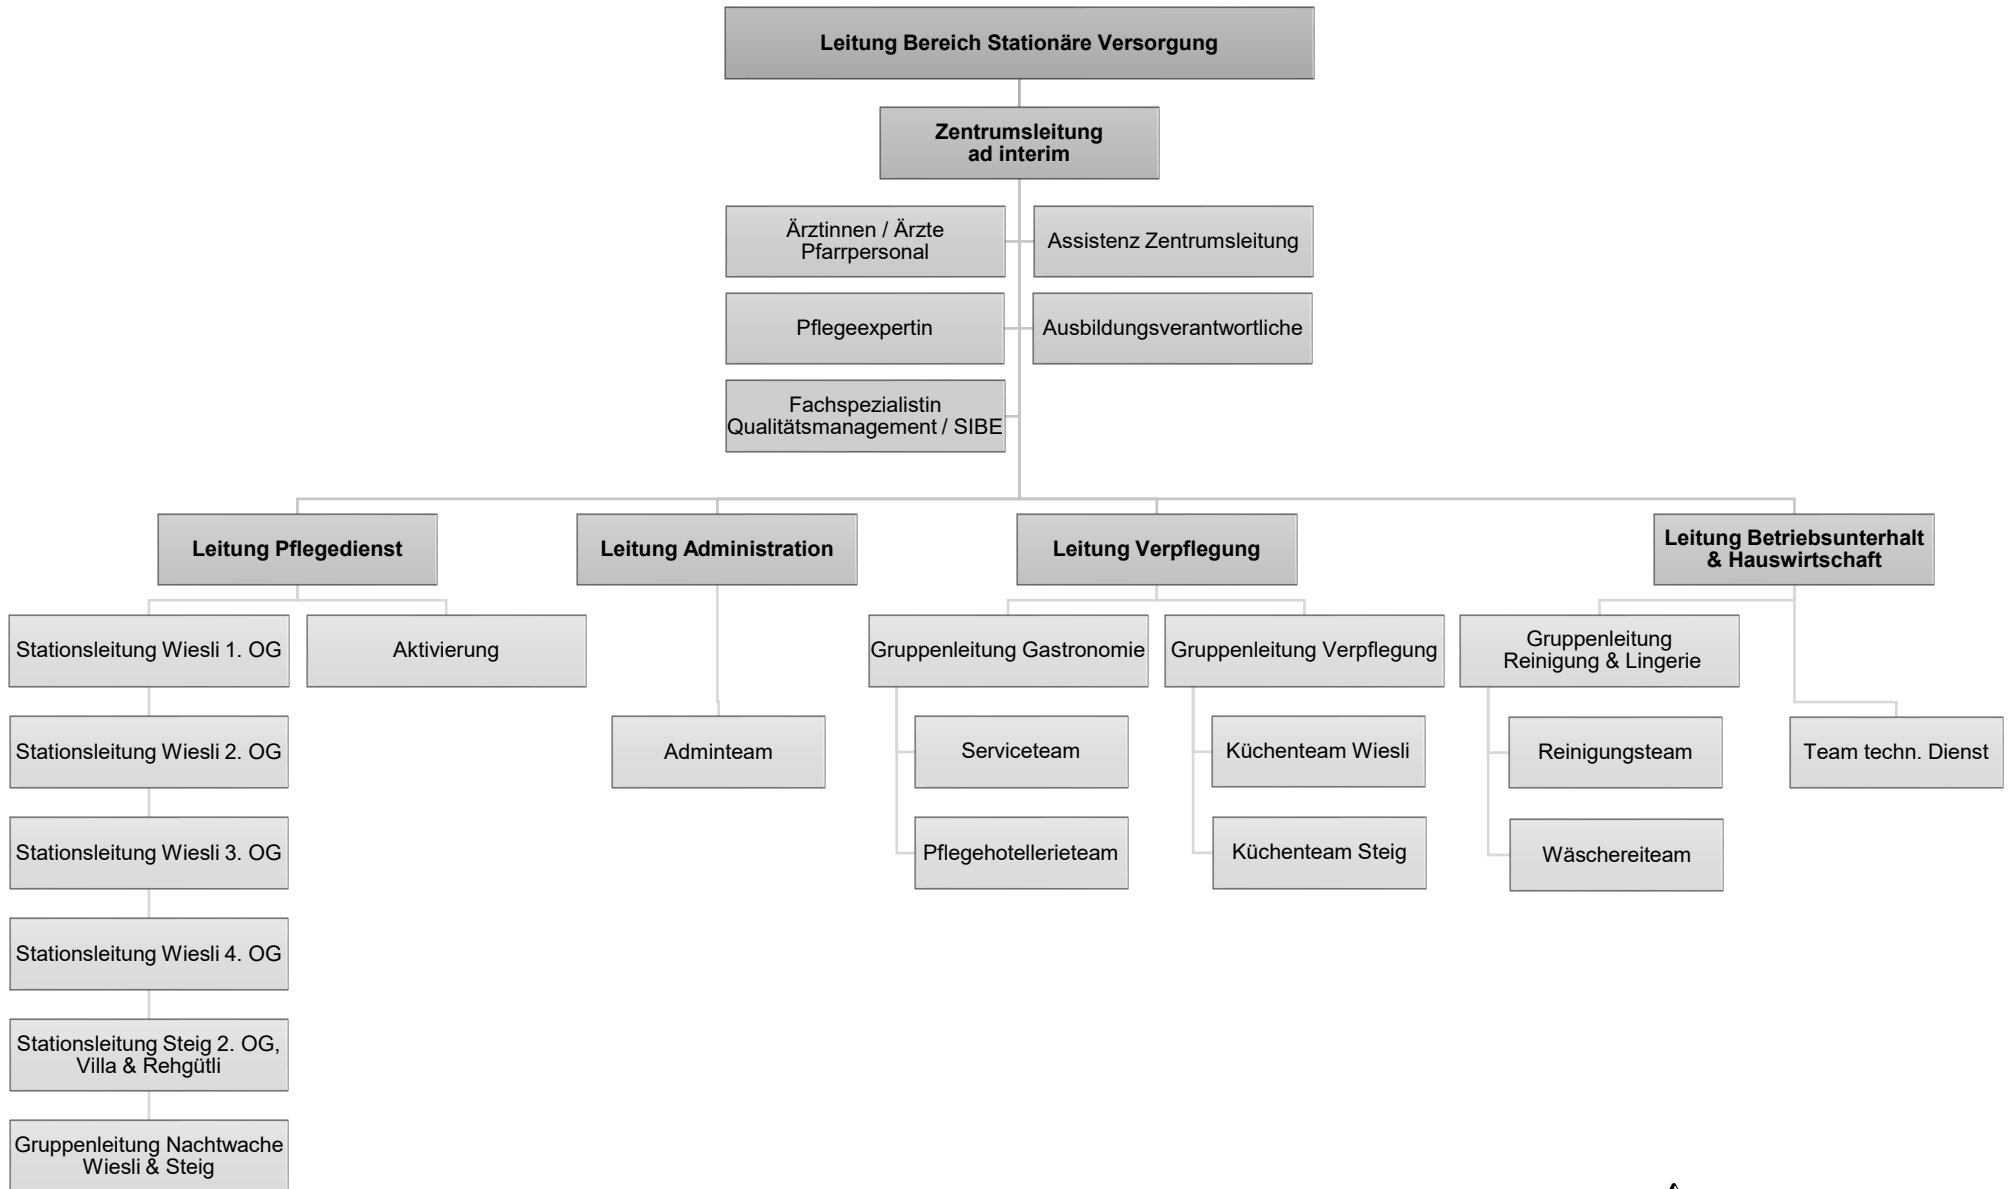 Leitung Bereich Stationäre Versorgung
Zentrumsleitung
ad interim
Ärztinnen / Ärzte
Pfarrpersonal
Assistenz Zentrumsleitung
Pflegeexpertin
Ausbildungsverantwortliche
Fachspezialistin
Qualitätsmanagement / SIBE
Leitung Pflegedienst
Leitung Administration
Leitung Verpflegung
Leitung Betriebsunterhalt
& Hauswirtschaft
Stationsleitung Wiesli 1. OG
Aktivierung
Gruppenleitung Gastronomie
Gruppenleitung Verpflegung
Gruppenleitung
Reinigung & Lingerie
Stationsleitung Wiesli 2. OG
Adminteam
Serviceteam
Küchenteam Wiesli
Reinigungsteam
Team techn. Dienst
Stationsleitung Wiesli 3. OG
Pflegehotellerieteam
Küchenteam Steig
Wäschereiteam
Stationsleitung Wiesli 4. OG
Stationsleitung Steig 2. OG,
Villa & Rehgütli
Gruppenleitung Nachtwache
Wiesli & Steig